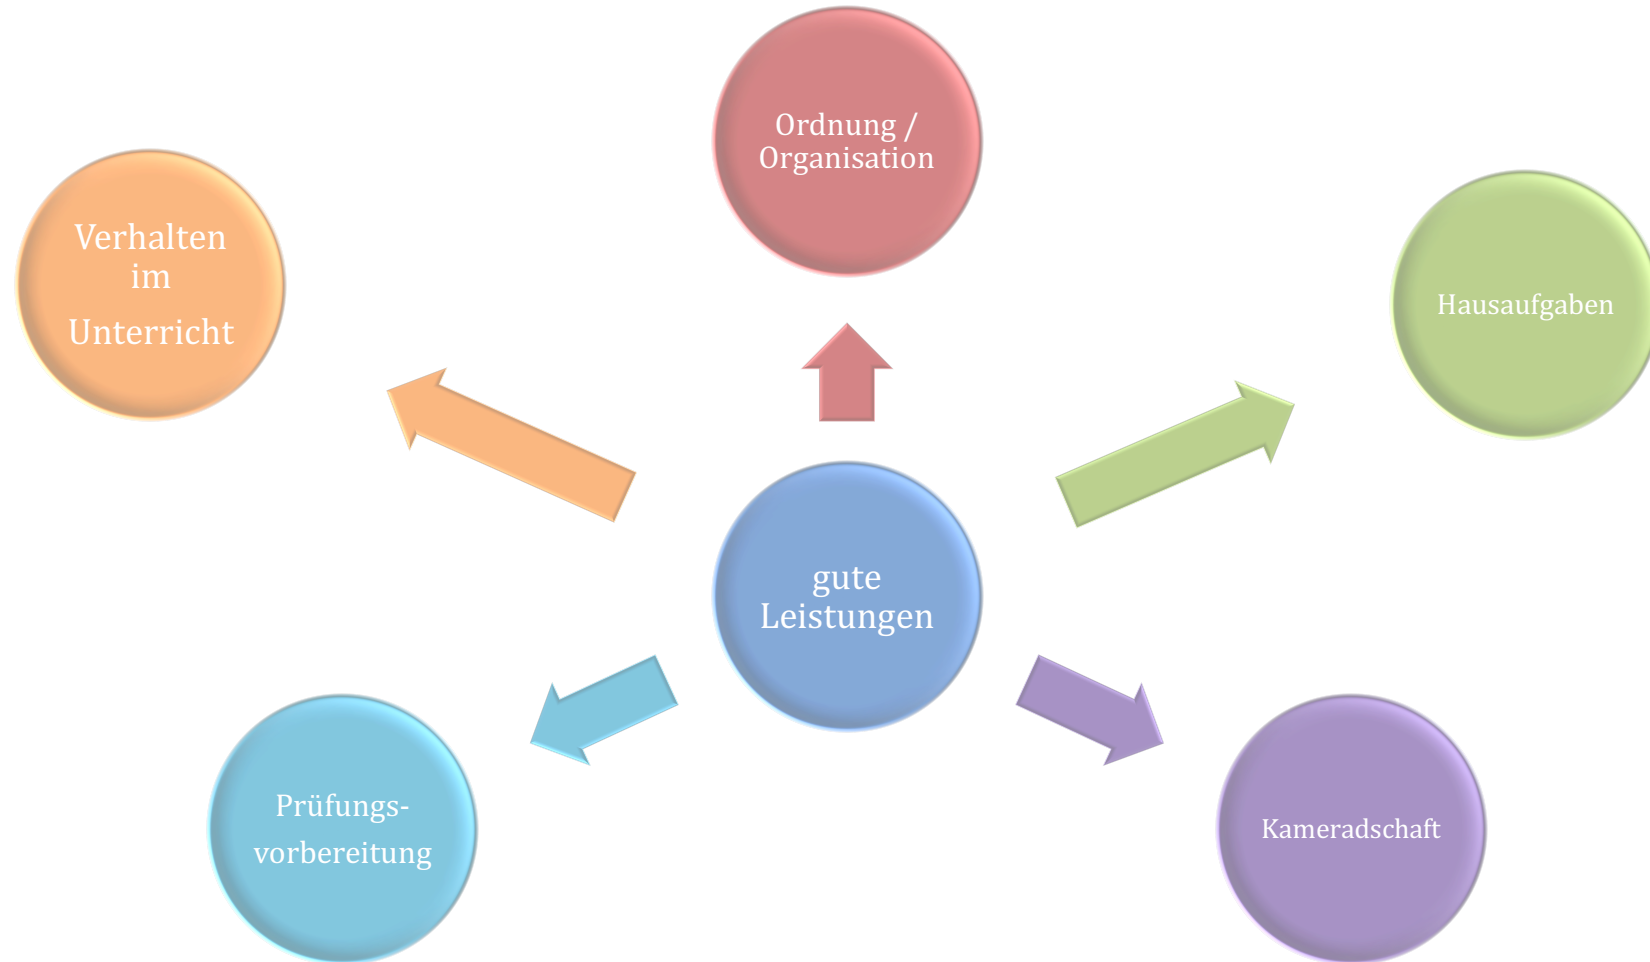 Ordnung /
Organisation
Verhalten
im
Unterricht
Hausaufgaben
gute
Leistungen
Prüfungs-
vorbereitung
Kameradschaft